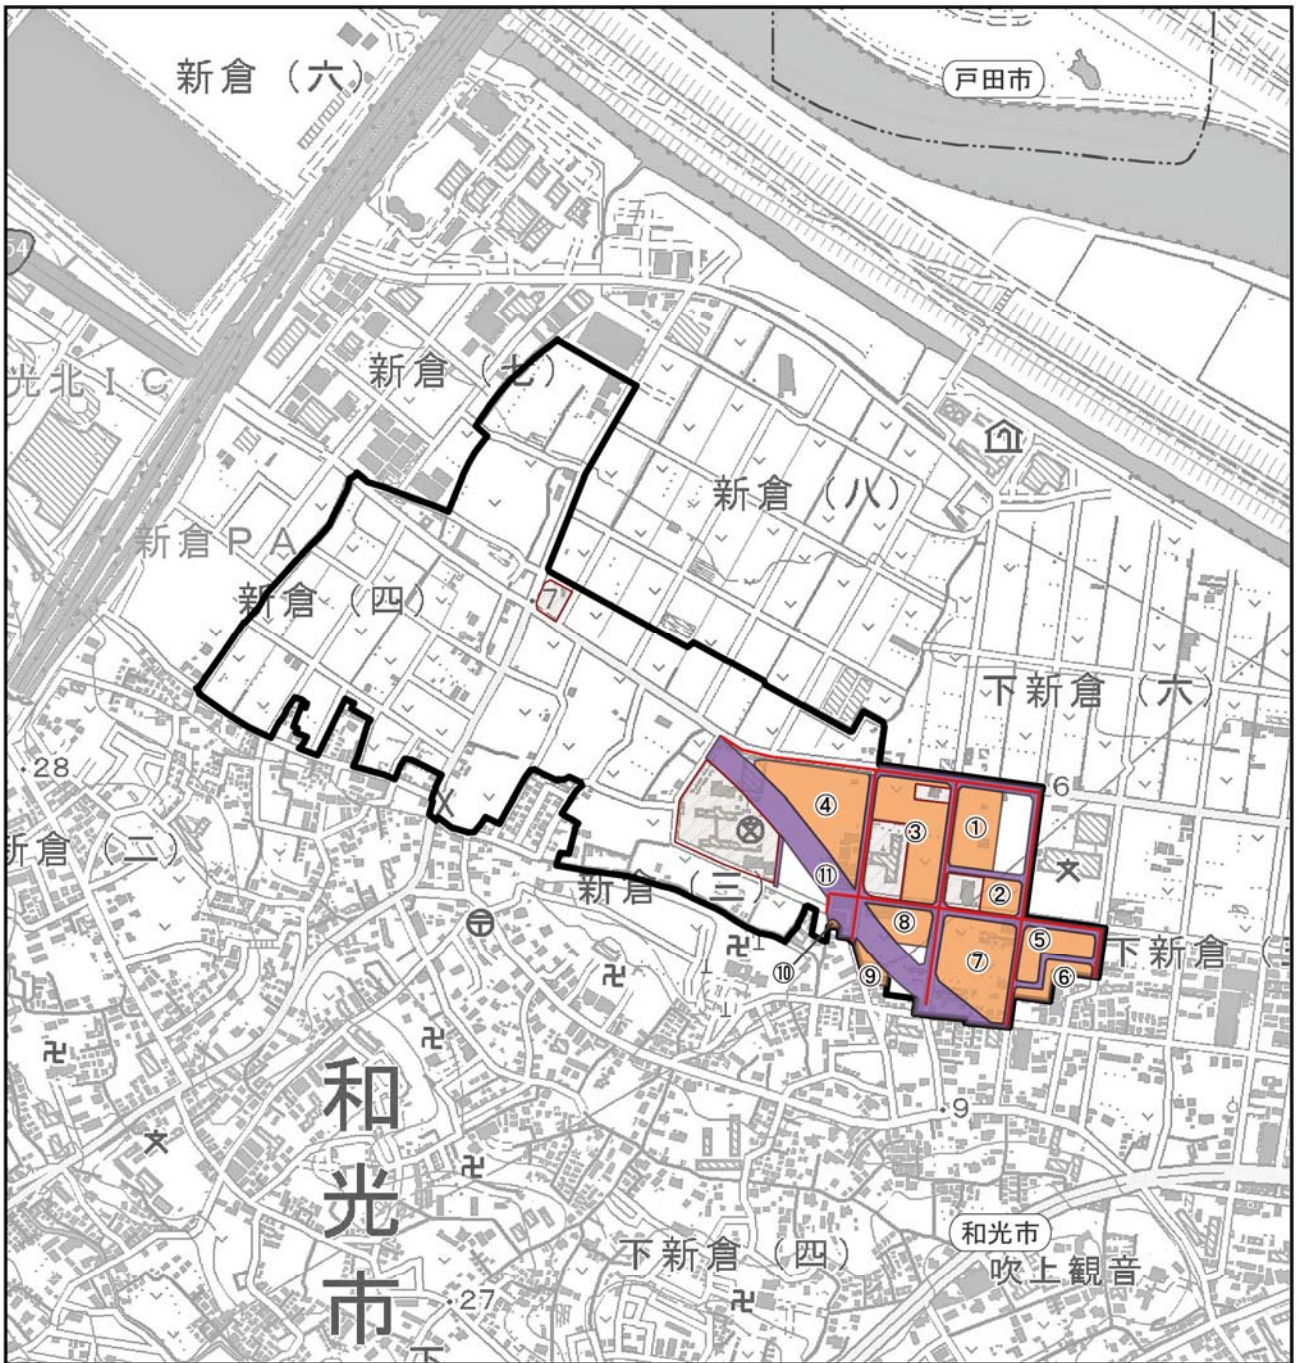 新倉（六）
戸田市
54
光北ＩＣ
新倉（七）
新倉（八）
新倉ＰＡ
新倉（四）
7
下新倉（六）
28
6
④
③
①
新倉（二）
⑪
②
新倉（三）
⑧
⑤
下新倉（
⑩
⑨
⑦
⑥
和光市
9
和光市
下新倉（四）
吹上観音
27
下